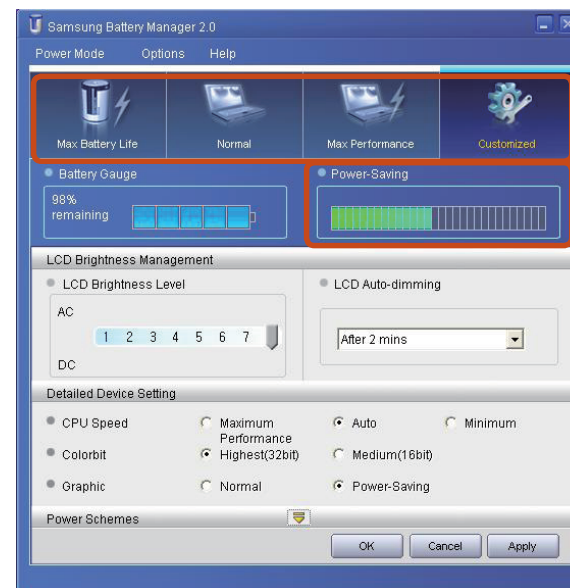 Samsung Battery Manager 2.0
Power Mode Options Help
Max Battery Life Normal Max Performance Customized
Battery Gauge Power-Saving
98%
remaining
LCD Brightness Management
LCD Brightness Level LCD Auto-dimming
AC
1 2 3 4 5 6 7
After 2 mins
DC
Detailed Device Setting
CPU Speed Maximum Performance Auto Minimum
Colorbit Highest(32bit) Medium(16bit)
Graphic Normal Power-Saving
Power Schemes
OK Cancel Apply